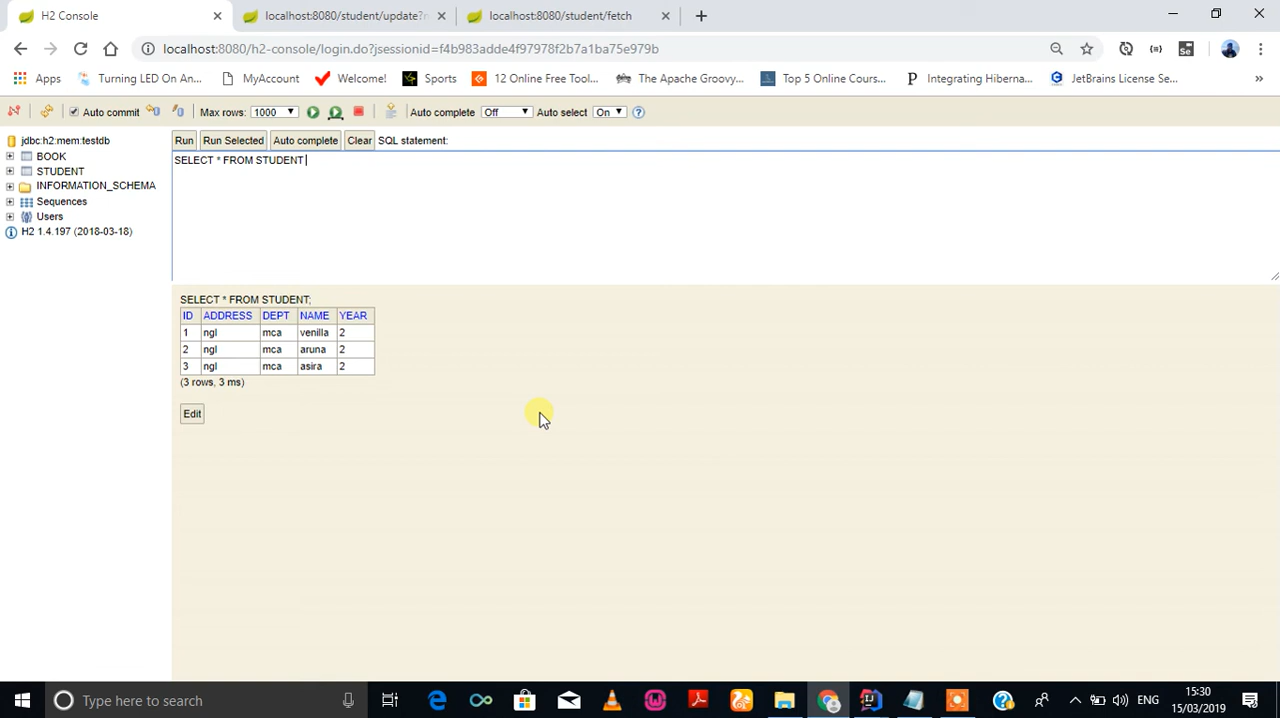 H2 Console
localhost:8080/student/update?n
localhost:8080/student/fetch
localhost:8080/h2-console/login.do?jsessionid=f4b983adde4f97978f2b7a1ba75e979b
Apps
Turning LED On An...
MyAccount
Welcome!
Sports
12 Online Free Tool...
The Apache Groovy...
Top 5 Online Cours...
Integrating Hiberna...
JetBrains License Se...
Auto commit
Max rows: 1000
Auto complete Off
Auto select On
jdbc:h2:mem:testdb
BOOK
STUDENT
INFORMATION_SCHEMA
Sequences
Users
H2 1.4.197 (2018-03-18)
Run Run Selected Auto complete Clear SQL statement:
SELECT * FROM STUDENT
SELECT * FROM STUDENT;
ID ADDRESS DEPT NAME YEAR
1 ngl mca venilla 2
2 ngl mca aruna 2
3 ngl mca asira 2
(3 rows, 3 ms)
Edit
Type here to search
ENG
15:30
15/03/2019